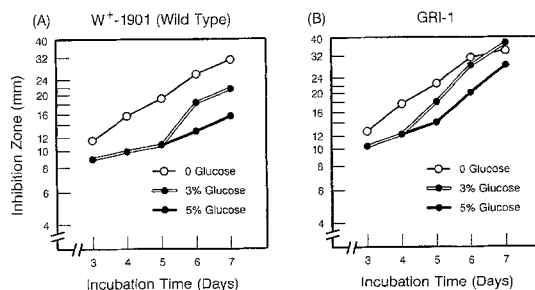 (A) W⁺-1901 (Wild Type)
Inhibition Zone (mm)
40
32
24
20
16
12
10
8
6
4
0 Glucose
3% Glucose
5% Glucose
3 4 5 6 7
Incubation Time (Days)
(B) GRI-1
40
32
24
20
16
12
10
8
6
4
0 Glucose
3% Glucose
5% Glucose
3 4 5 6 7
Incubation Time (Days)